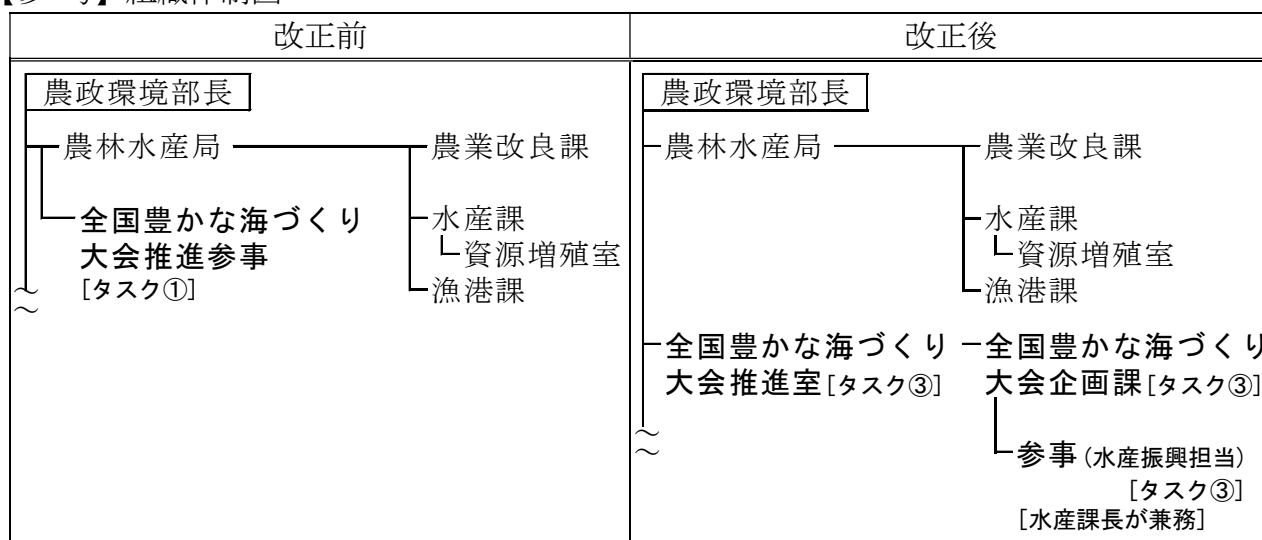 【参 考】組織体制図
改正前
農政環境部長
農林水産局
農業改良課
全国豊かな海づくり
大会推進参事
[タスク①]
水産課
資源増殖室
漁港課
改正後
農政環境部長
農林水産局
農業改良課
水産課
資源増殖室
漁港課
全国豊かな海づくり
大会推進室[タスク③]
全国豊かな海づくり
大会企画課[タスク③]
参事(水産振興担当)
[タスク③]
[水産課長が兼務]